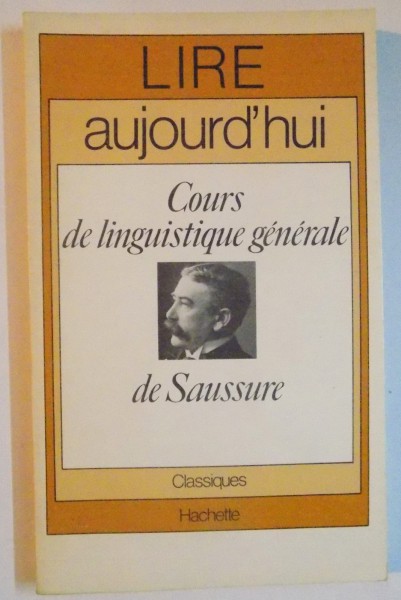 LIRE
aujourd'hui
Cours
de linguistique générale
de Saussure
Classiques
Hachette